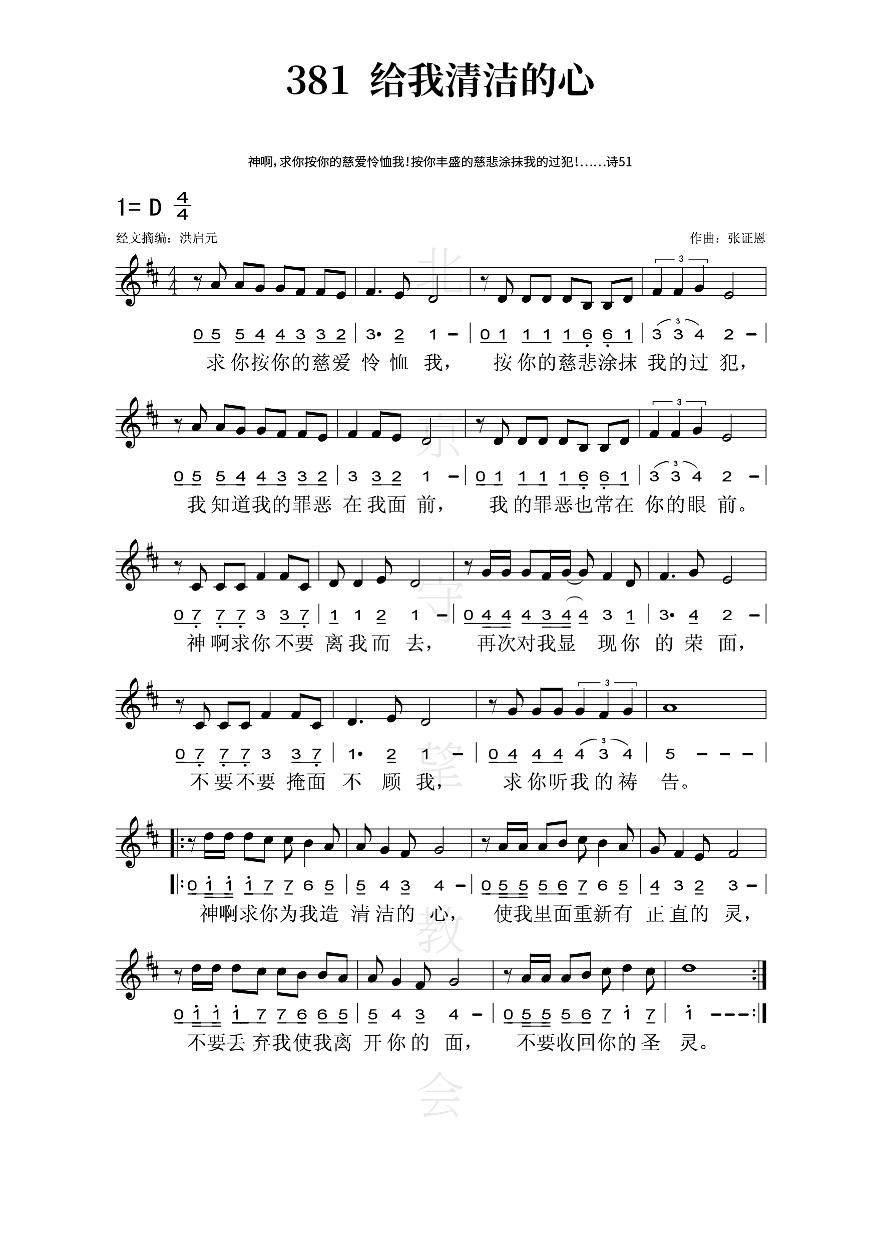 381 给我清洁的心
神啊，求你按你的慈爱怜恤我！按你丰盛的慈悲涂抹我的过犯！……诗51
1= D 4/4
经文摘编：洪启元 作曲：张证恩
3
0 5 5 4 4 3 3 2 | 3· 2 1 - | 0 1 1 1 1 6 6 1 | 3 3 4 2 - |
求你按你的慈爱 怜 恤 我， 按你的慈悲涂抹 我的过 犯，
3
0 5 5 4 4 3 3 2 | 3 3 2 1 - | 0 1 1 1 1 6 6 1 | 3 3 4 2 - |
我知道我的罪恶 在我面 前， 我的罪恶也常在 你的眼 前。
0 7 7 7 3 3 7 | 1 1 2 1 - | 0 4 4 4 3 4 4 3 1 | 3· 4 2 - |
神啊求你不要 离我而 去， 再次对我显 现你 的 荣 面，
3
0 7 7 7 3 3 7 | 1· 2 1 - | 0 4 4 4 4 3 4 | 5 - - - |
不要不要 掩面 不 顾 我， 求你听我的祷 告。
|: 0 1 1 1 7 7 6 5 | 5 4 3 4 - | 0 5 5 5 6 7 6 5 | 4 3 2 3 - |
神啊求你为我造 清洁的 心， 使我里面重新有 正直的 灵，
0 1 1 1 7 7 6 5 | 5 4 3 4 - | 0 5 5 5 6 7 1 7 | 1 - - - :|
不要丢弃我使我离 开你的 面， 不要收回你的圣 灵。
北京守望教会